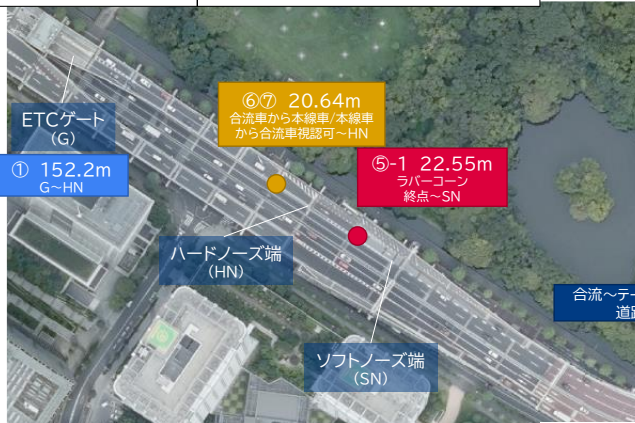 ETCゲート
(G)
① 152.2m
G～HN
⑥⑦ 20.64m
合流車から本線車/本線車
から合流車視認可～HN
⑤-1 22.55m
ラバーコーン
終点～SN
ハードノーズ端
(HN)
ソフトノーズ端
(SN)
合流～テー
道路